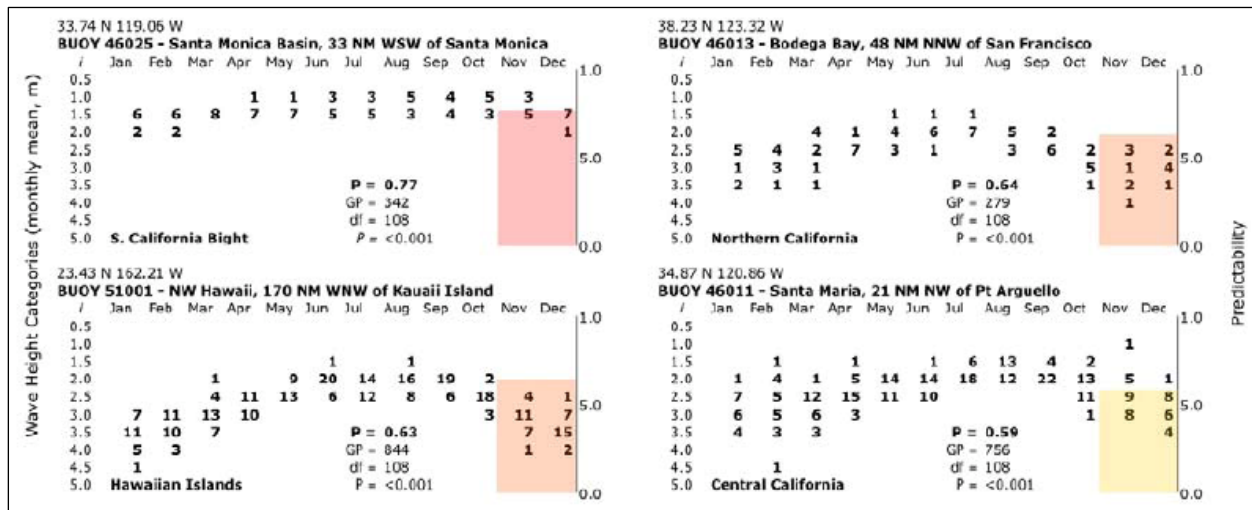 Wave Height Categories (monthly mean, m)
33.74 N 119.06 W
BUOY 46025 - Santa Monica Basin, 33 NM WSW of Santa Monica
i Jan Feb Mar Apr May Jun Jul Aug Sep Oct Nov Dec
0.5 1.0
1.0 1 1 3 3 5 4 5 3
1.5 6 6 8 7 7 5 5 3 4 3 5 7
2.0 2 2 1
2.5 5.0
3.0
3.5 P = 0.77
4.0 GP = 342
4.5 df = 108
5.0 S. California Bight P = <0.001 0.0
38.23 N 123.32 W
BUOY 46013 - Bodega Bay, 48 NM NNW of San Francisco
i Jan Feb Mar Apr May Jun Jul Aug Sep Oct Nov Dec
0.5 1.0
1.0
1.5 1 1 1
2.0 4 1 4 6 7 5 2
2.5 5 4 2 7 3 1 3 6 2 3 2 5.0
3.0 1 3 1 5 1 4
3.5 2 1 1 P = 0.64 1 2 1
4.0 GP = 279 1
4.5 df = 108
5.0 Northern California P = <0.001 0.0
23.43 N 162.21 W
BUOY 51001 - NW Hawaii, 170 NM WNW of Kauaii Island
i Jan Feb Mar Apr May Jun Jul Aug Sep Oct Nov Dec
0.5 1.0
1.0
1.5 1 1
2.0 1 9 20 14 16 19 2
2.5 4 11 13 6 12 8 6 18 4 1 5.0
3.0 7 11 13 10 3 11 7
3.5 11 10 7 P = 0.63 7 15
4.0 5 3 GP = 844 1 2
4.5 1 df = 108
5.0 Hawaiian Islands P = <0.001 0.0
34.87 N 120.86 W
BUOY 46011 - Santa Maria, 21 NM NW of Pt Arguello
i Jan Feb Mar Apr May Jun Jul Aug Sep Oct Nov Dec
0.5 1.0
1.0 1
1.5 1 1 1 6 13 4 2
2.0 1 4 1 5 14 14 18 12 22 13 5 1
2.5 7 5 12 15 11 10 11 9 8 5.0
3.0 6 5 6 3 1 8 6
3.5 4 3 3 P = 0.59 4
4.0 GP = 756
4.5 1 df = 108
5.0 Central California P = <0.001 0.0
Predictability